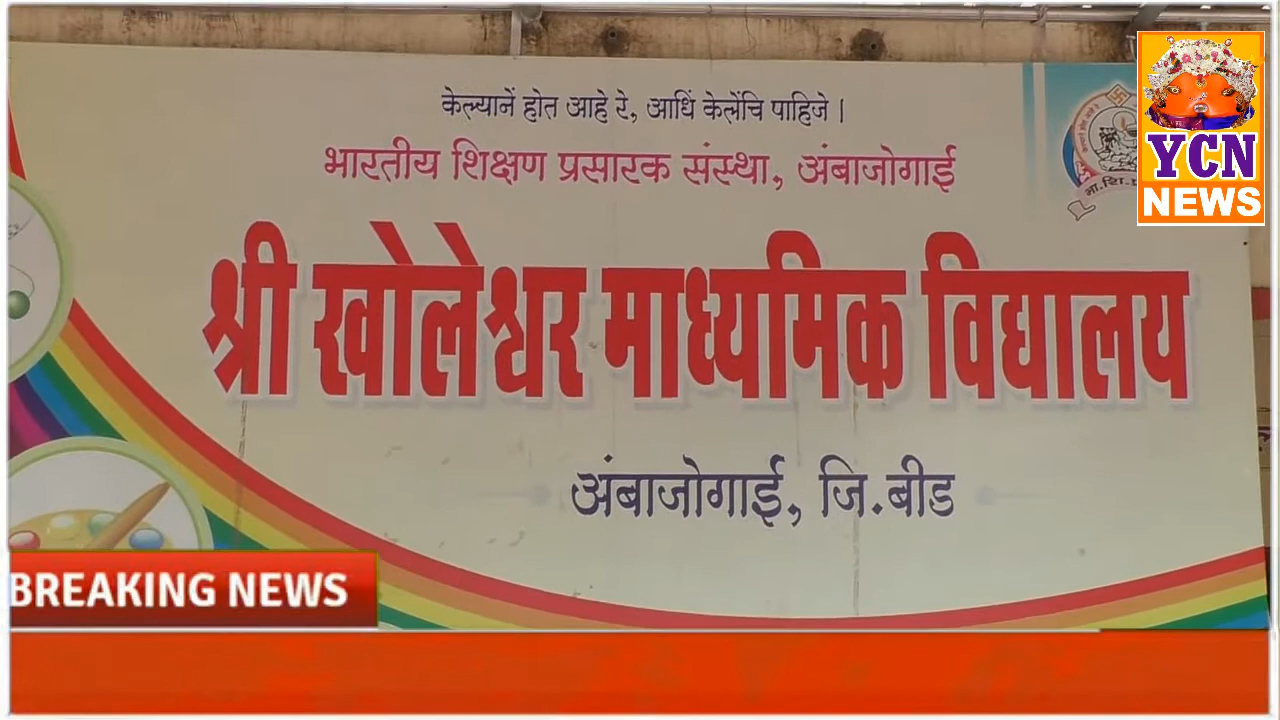 केल्यानें होत आहे रे, आधिं केलेंचि पाहिजे |
भारतीय शिक्षण प्रसारक संस्था, अंबाजोगाई
श्री खोलेश्वर माध्यमिक विद्यालय
अंबाजोगाई, जि.बीड
YCN
NEWS
BREAKING NEWS